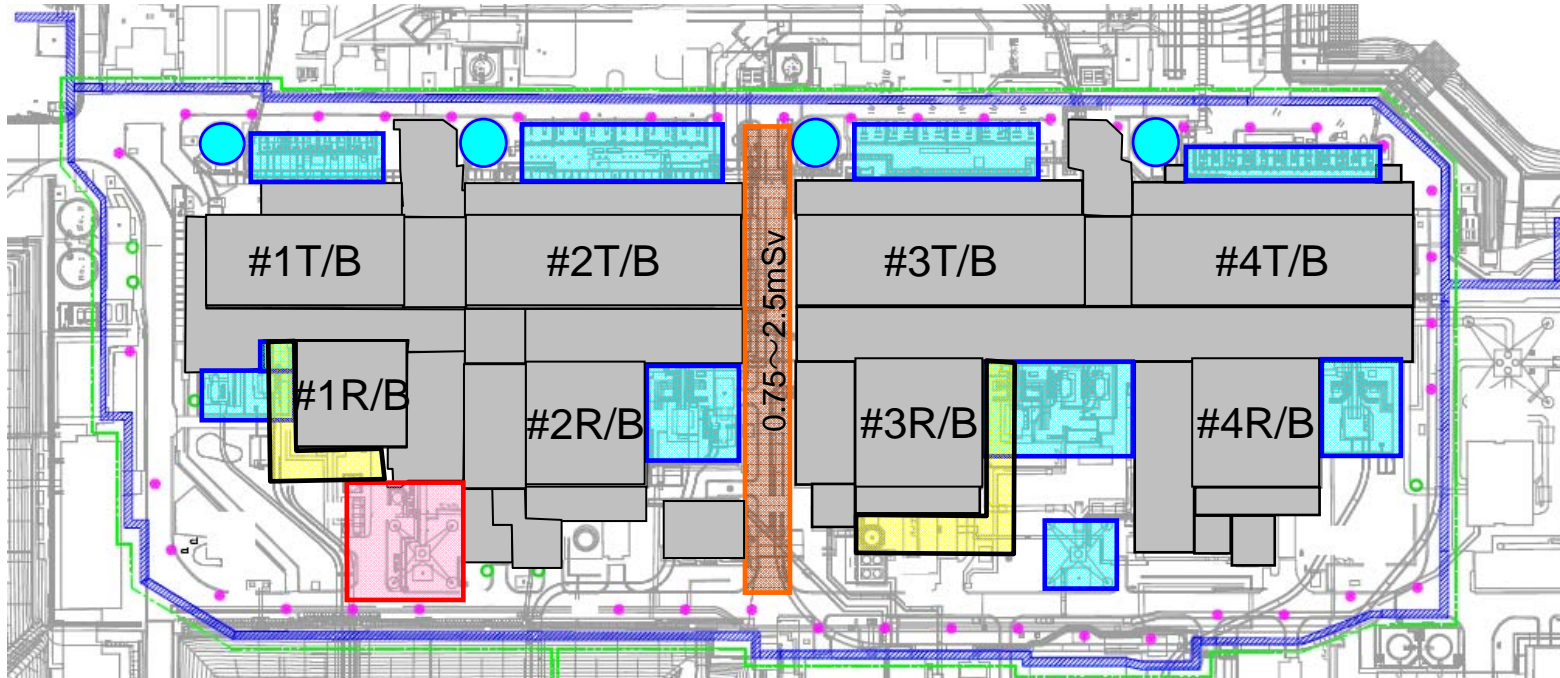 #1T/B
#2T/B
#3T/B
#4T/B
0.75～2.5mSv
#1R/B
#2R/B
#3R/B
#4R/B